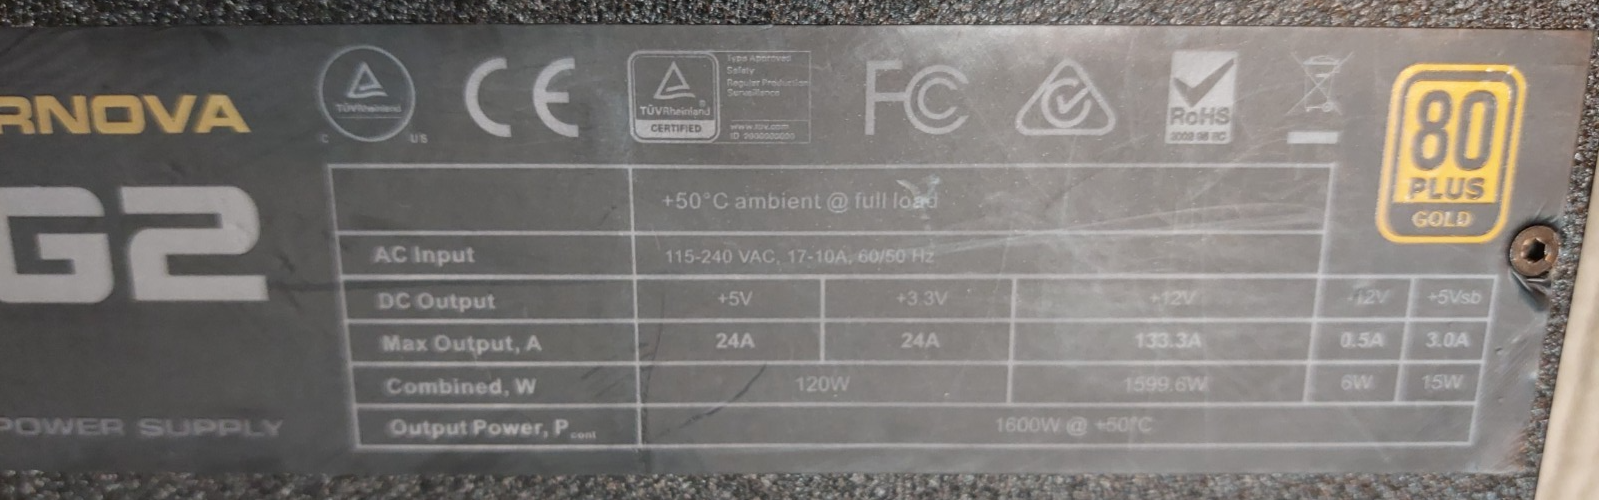 RNOVA
G2
POWER SUPPLY
TÜVRheinland
C US
CE
TÜVRheinland®
CERTIFIED
Type Approved
Safety
Regular Production
Surveillance
www.tuv.com
FC
RoHS
80
PLUS
GOLD
+50°C ambient @ full load
AC Input 115-240 VAC, 17-10A, 60/50 Hz
DC Output +5V +3.3V +12V -12V +5Vsb
Max Output, A 24A 24A 133.3A 0.5A 3.0A
Combined, W 120W 1599.6W 6W 15W
Output Power, Pcont 1600W @ +50°C